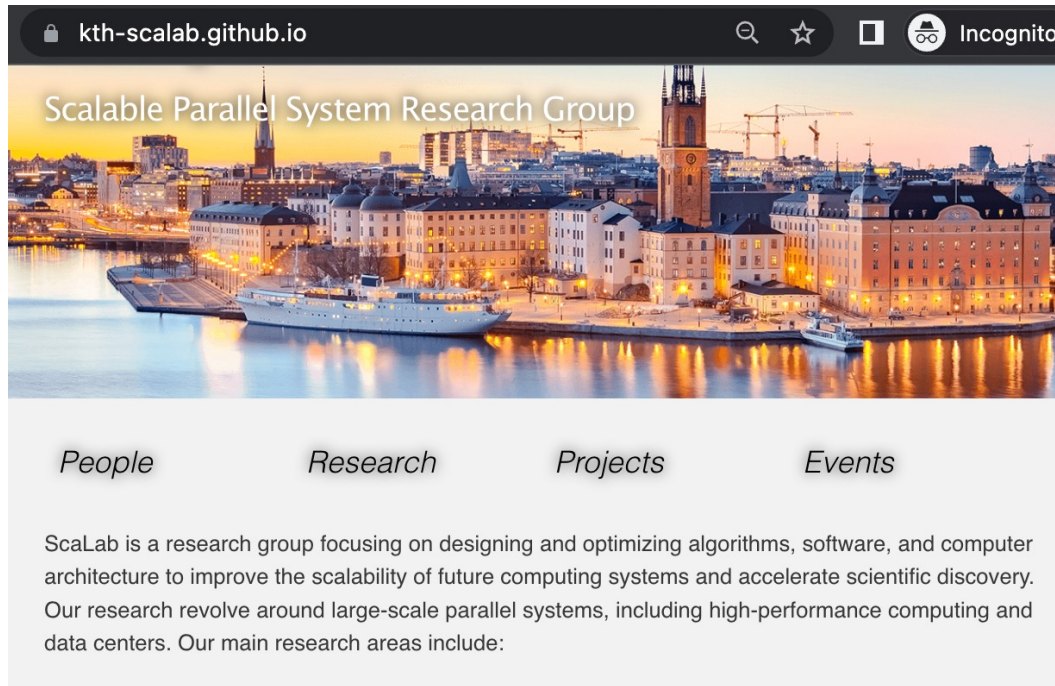 kth-scalab.github.io
Incognito
Scalable Parallel System Research Group
People Research Projects Events
ScaLab is a research group focusing on designing and optimizing algorithms, software, and computer
architecture to improve the scalability of future computing systems and accelerate scientific discovery.
Our research revolve around large-scale parallel systems, including high-performance computing and
data centers. Our main research areas include: